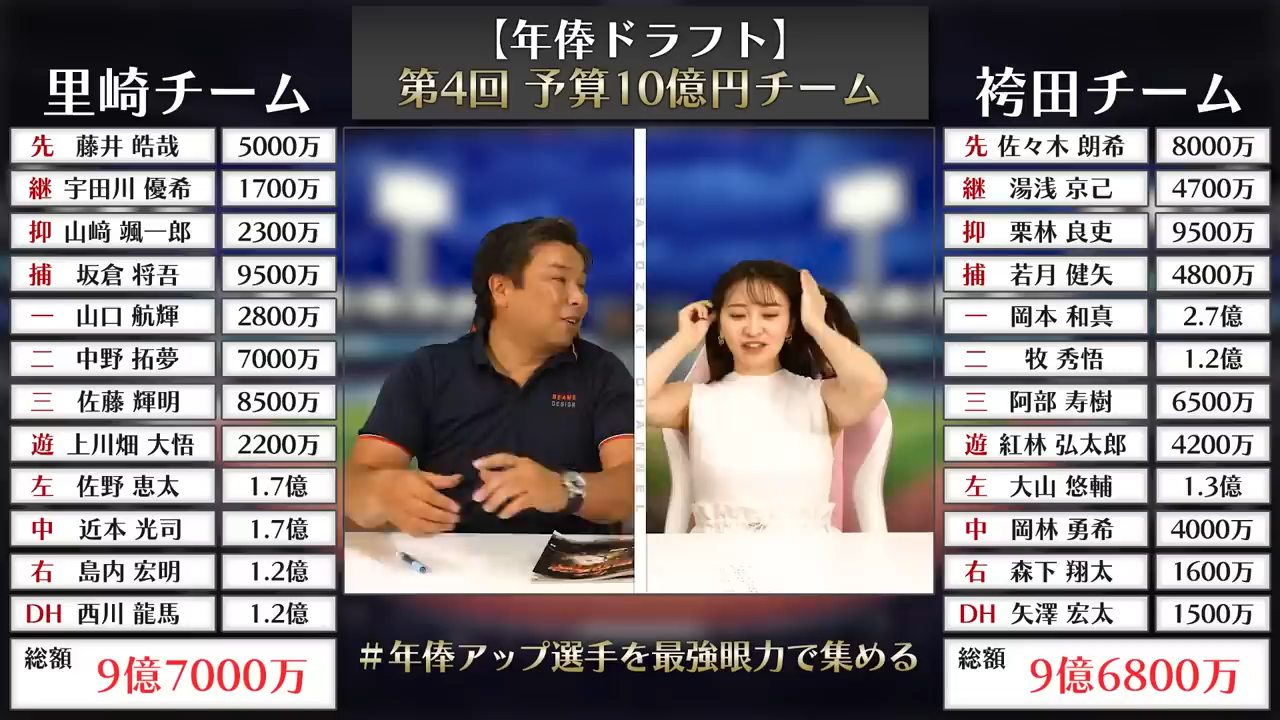 【年俸ドラフト】
第4回 予算10億円チーム
里崎チーム
先 藤井 皓哉 5000万
継 宇田川 優希 1700万
抑 山﨑 颯一郎 2300万
捕 坂倉 将吾 9500万
一 山口 航輝 2800万
二 中野 拓夢 7000万
三 佐藤 輝明 8500万
遊 上川畑 大悟 2200万
左 佐野 恵太 1.7億
中 近本 光司 1.7億
右 島内 宏明 1.2億
DH 西川 龍馬 1.2億
総額 9億7000万
SATOZAKI CHANNEL
BEAMS
DESIGN
袴田チーム
先 佐々木 朗希 8000万
継 湯浅 京己 4700万
抑 栗林 良吏 9500万
捕 若月 健矢 4800万
一 岡本 和真 2.7億
二 牧 秀悟 1.2億
三 阿部 寿樹 6500万
遊 紅林 弘太郎 4200万
左 大山 悠輔 1.3億
中 岡林 勇希 4000万
右 森下 翔太 1600万
DH 矢澤 宏太 1500万
総額 9億6800万
#年俸アップ選手を最強眼力で集める